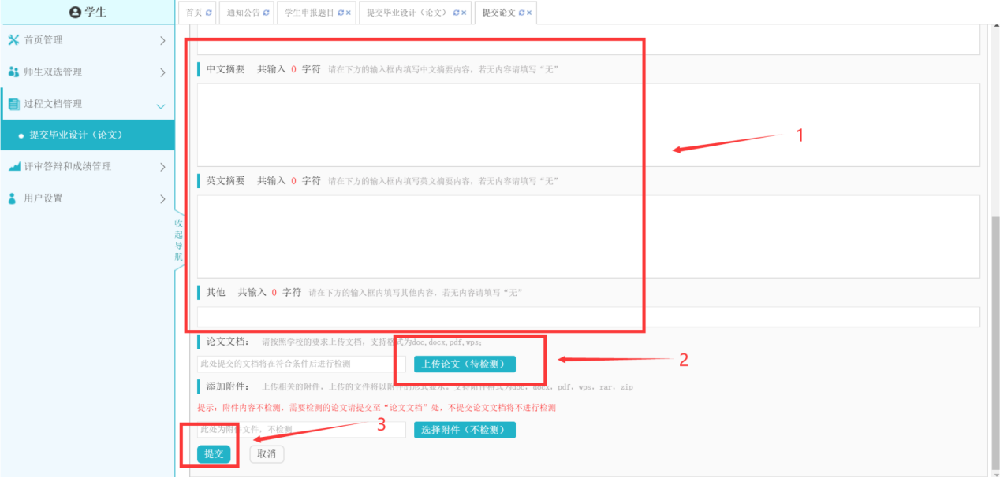 学生
首页
通知公告
学生申报题目
提交毕业设计（论文）
提交论文
首页管理
师生双选管理
过程文档管理
提交毕业设计（论文）
评审答辩和成绩管理
用户设置
收起导航
中文摘要 共输入 0 字符 请在下方的输入框内填写中文摘要内容，若无内容请填写“无”
1
英文摘要 共输入 0 字符 请在下方的输入框内填写英文摘要内容，若无内容请填写“无”
其他 共输入 0 字符 请在下方的输入框内填写其他内容，若无内容请填写“无”
论文文档： 请按照学校的要求上传文档，支持格式为doc,docx,pdf,wps;
此处提交的文档将在符合条件后进行检测
上传论文（待检测）
2
添加附件： 上传相关的附件，上传的文件将以附件的形式显示，支持附件格式为doc，docx，pdf，wps，rar，zip
提示：附件内容不检测，需要检测的论文请提交至“论文文档”处，不提交论文文档将不进行检测
此处为附件文件，不检测
选择附件（不检测）
3
提交
取消